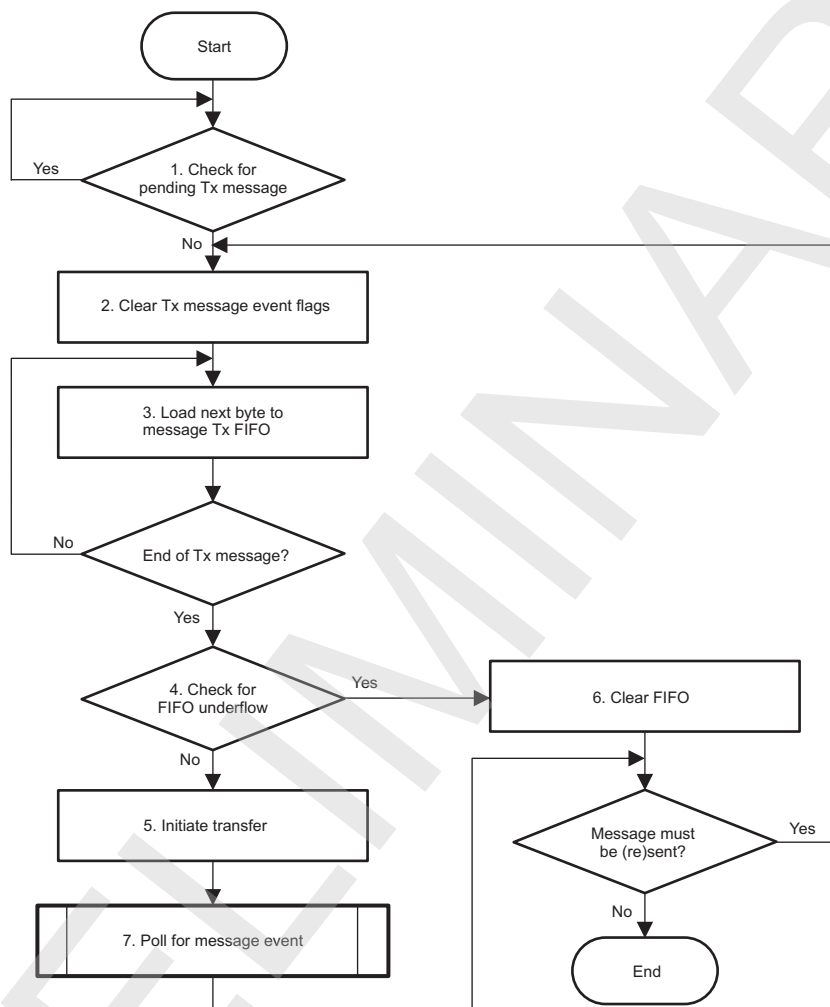 Start
Yes
1. Check for
pending Tx message
No
2. Clear Tx message event flags
3. Load next byte to
message Tx FIFO
No
End of Tx message?
Yes
4. Check for
FIFO underflow
Yes
6. Clear FIFO
No
5. Initiate transfer
Message must
be (re)sent?
Yes
No
7. Poll for message event
End
ELIMINAR